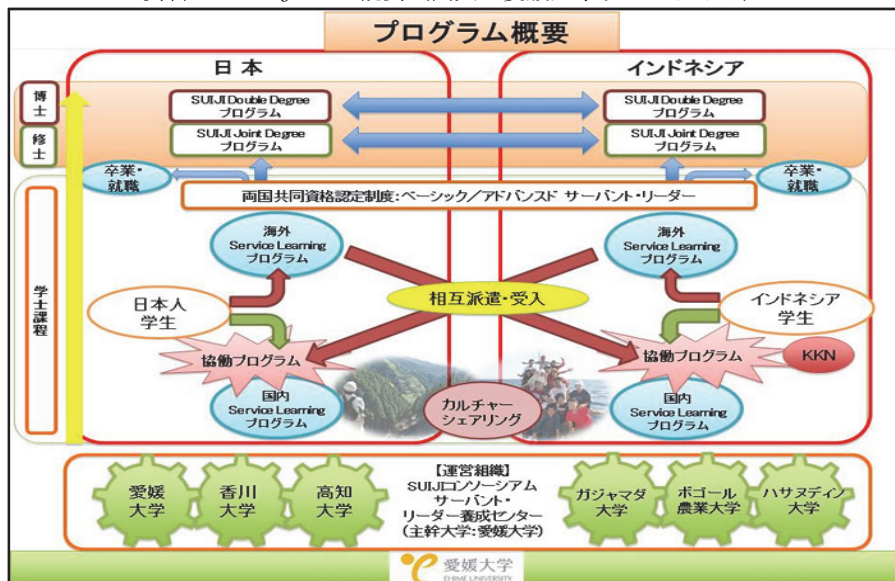 プログラム概要
日本
インドネシア
博士
修士
SUIJI Double Degree
プログラム
SUIJI Double Degree
プログラム
SUIJI Joint Degree
プログラム
SUIJI Joint Degree
プログラム
卒業・
就職
卒業・
就職
両国共同資格認定制度:ベーシック／アドバンスド サーバント・リーダー
学士課程
海外
Service Learning
プログラム
海外
Service Learning
プログラム
日本人
学生
相互派遣・受入
インドネシア
学生
協働プログラム
協働プログラム
KKN
国内
Service Learning
プログラム
カルチャー
シェアリング
国内
Service Learning
プログラム
愛媛
大学
香川
大学
高知
大学
【運営組織】
SUIJIコンソーシアム
サーバント・
リーダー養成センター
(主幹大学:愛媛大学)
ガジャマダ
大学
ボゴール
農業大学
ハサヌディン
大学
愛媛大学
EHIME UNIVERSITY